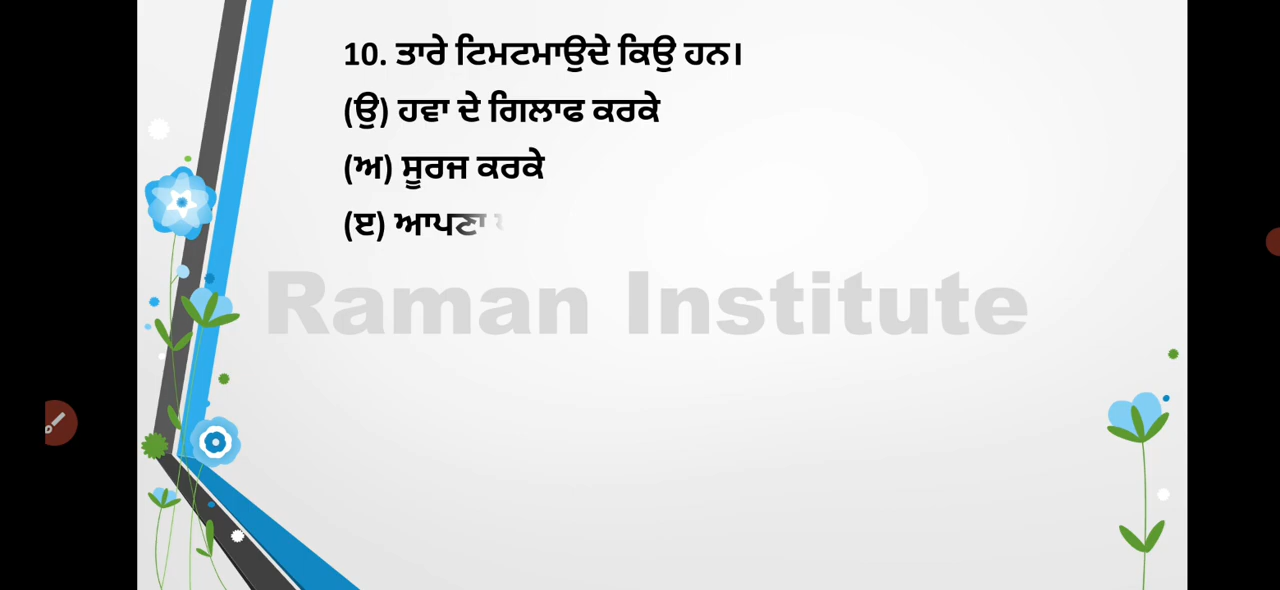 10. ਤਾਰੇ ਟਿਮਟਮਾਉਦੇ ਕਿਉ ਹਨ।
(ਉ) ਹਵਾ ਦੇ ਗਿਲਾਫ ਕਰਕੇ
(ਅ) ਸੂਰਜ ਕਰਕੇ
(ੲ) ਆਪਣਾ
Raman Institute